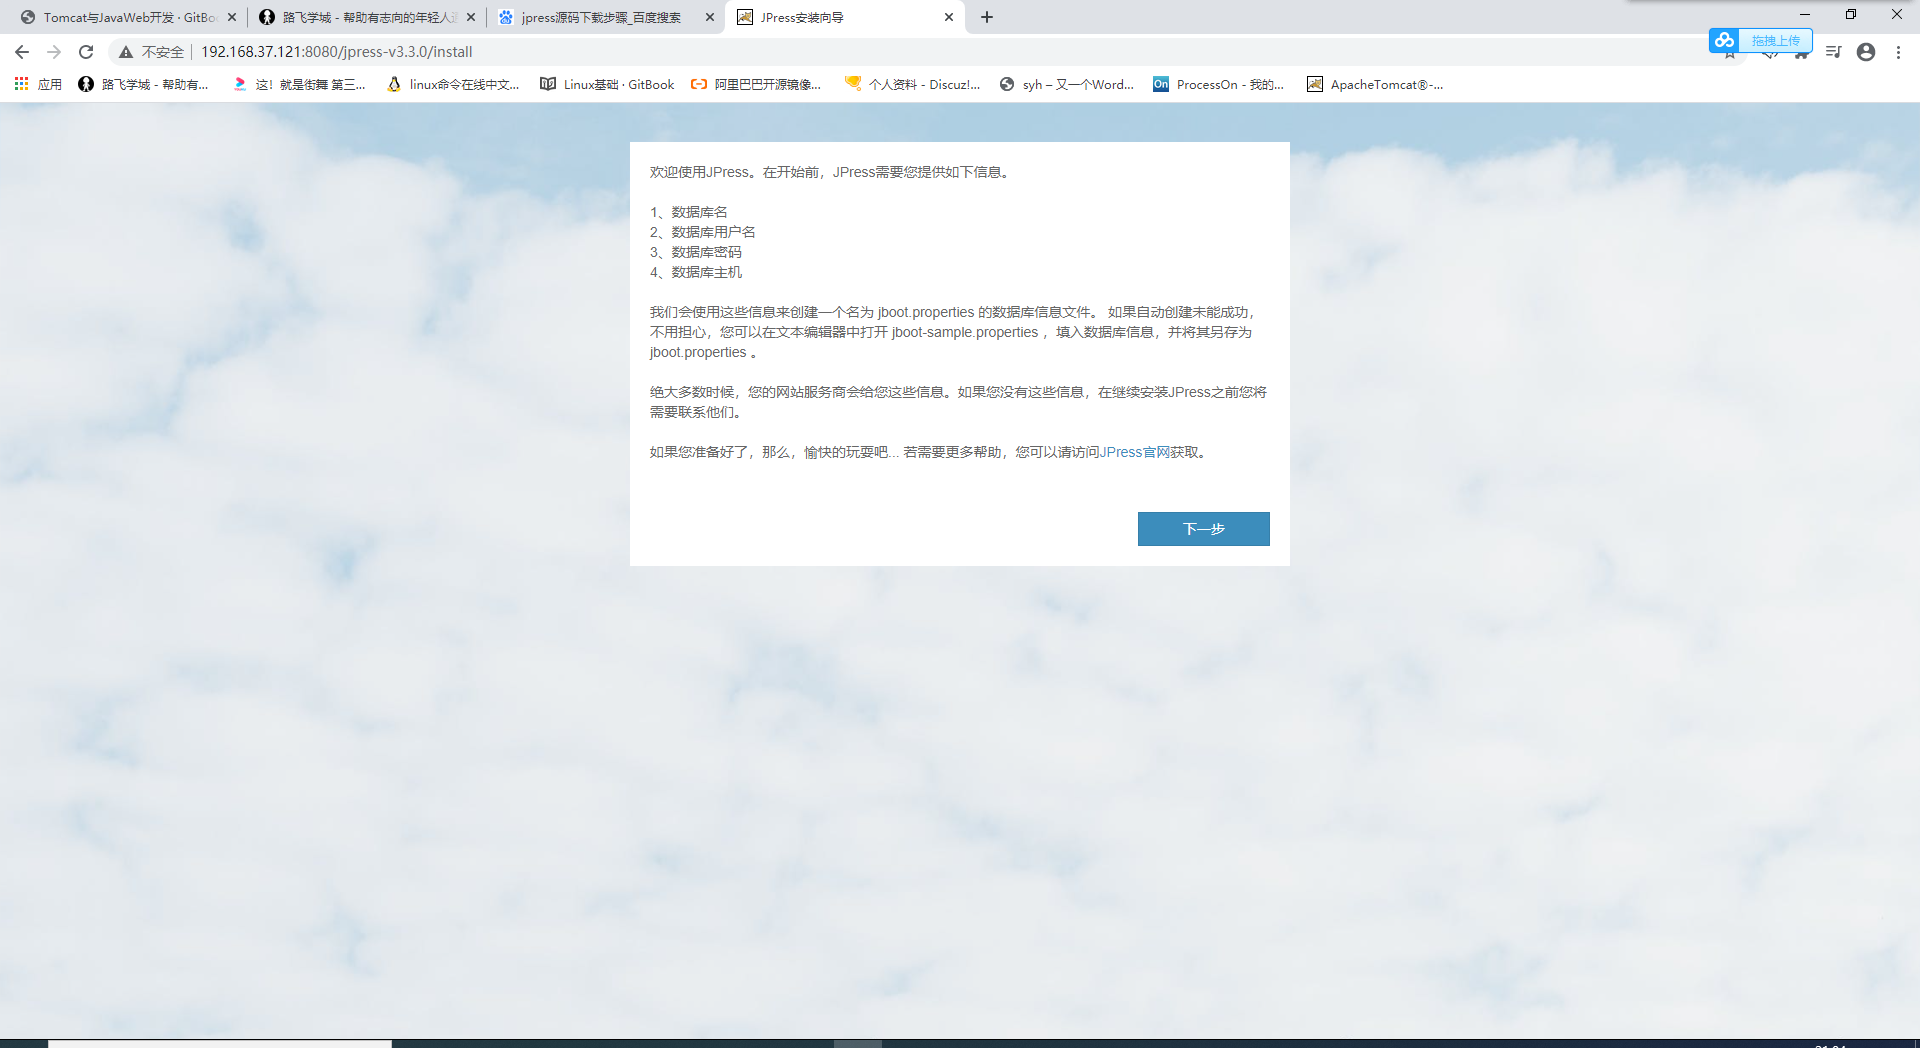 Tomcat与JavaWeb开发 · GitBo
路飞学城 - 帮助有志向的年轻人
jpress源码下载步骤_百度搜索
JPress安装向导
不安全
192.168.37.121:8080/jpress-v3.3.0/install
拖拽上传
应用
路飞学城 - 帮助有...
这！就是街舞 第三...
linux命令在线中文...
Linux基础 · GitBook
阿里巴巴开源镜像...
个人资料 - Discuz!...
syh – 又一个Word...
On
ProcessOn - 我的...
ApacheTomcat®-...
欢迎使用JPress。在开始前，JPress需要您提供如下信息。
1、数据库名
2、数据库用户名
3、数据库密码
4、数据库主机
我们会使用这些信息来创建一个名为 jboot.properties 的数据库信息文件。 如果自动创建未能成功，
不用担心，您可以在文本编辑器中打开 jboot-sample.properties ，填入数据库信息，并将其另存为
jboot.properties 。
绝大多数时候，您的网站服务商会给您这些信息。如果您没有这些信息，在继续安装JPress之前您将
需要联系他们。
如果您准备好了，那么，愉快的玩耍吧... 若需要更多帮助，您可以请访问JPress官网获取。
下一步